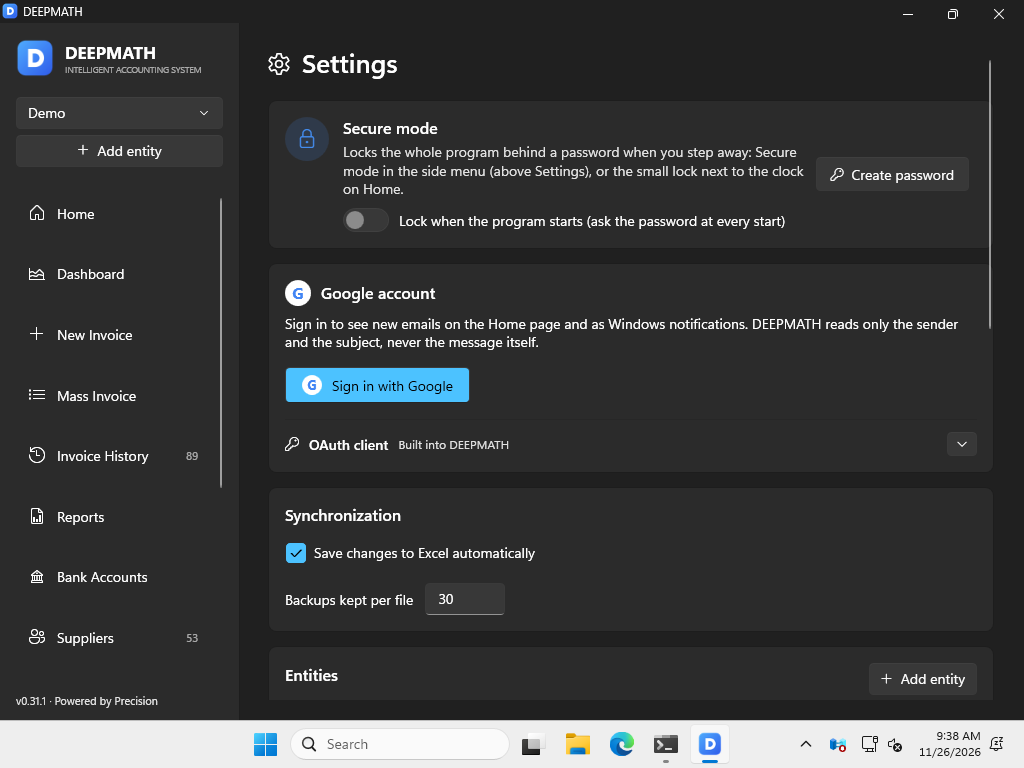 DEEPMATH
DEEPMATH
INTELLIGENT ACCOUNTING SYSTEM
Demo
Add entity
Home
Dashboard
New Invoice
Mass Invoice
Invoice History 89
Reports
Bank Accounts
Suppliers 53
v0.31.1 · Powered by Precision
Settings
Secure mode
Locks the whole program behind a password when you step away: Secure
mode in the side menu (above Settings), or the small lock next to the clock
on Home.
Create password
Lock when the program starts (ask the password at every start)
G Google account
Sign in to see new emails on the Home page and as Windows notifications. DEEPMATH reads only the sender
and the subject, never the message itself.
G Sign in with Google
OAuth client Built into DEEPMATH
Synchronization
Save changes to Excel automatically
Backups kept per file 30
Entities
Add entity
Search
9:38 AM
11/26/2026